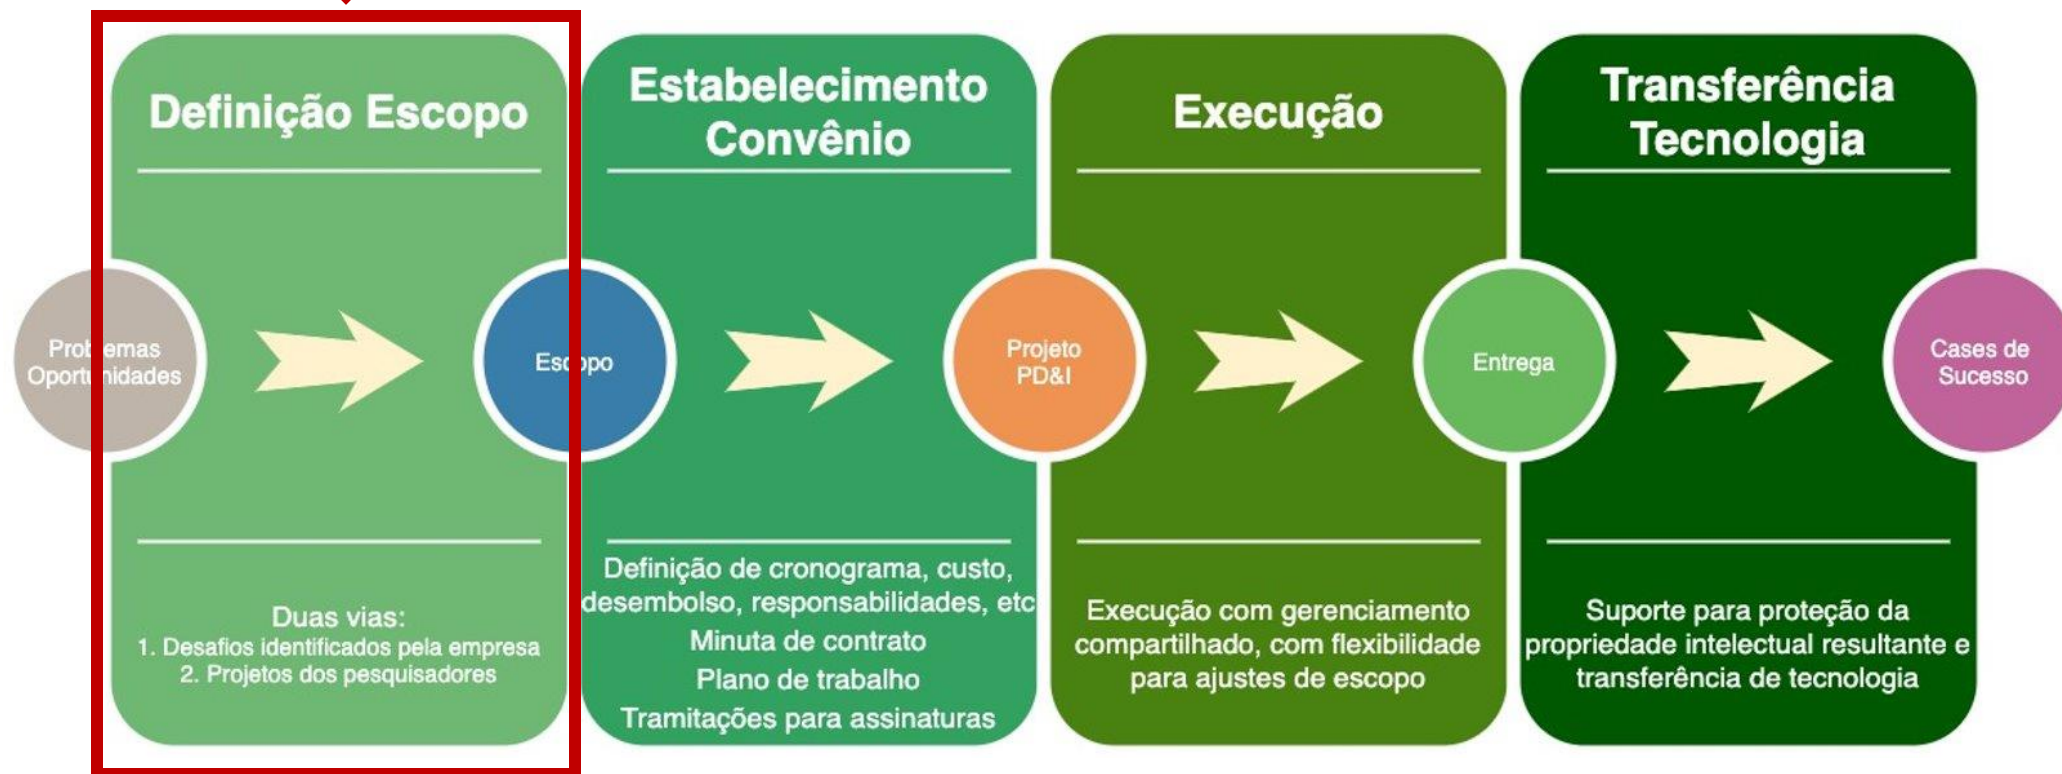 Definição Escopo
Problemas
Oportunidades
Escopo
Duas vias:
1. Desafios identificados pela empresa
2. Projetos dos pesquisadores
Estabelecimento
Convênio
Definição de cronograma, custo,
desembolso, responsabilidades, etc
Minuta de contrato
Plano de trabalho
Tramitações para assinaturas
Projeto
PD&I
Execução
Execução com gerenciamento
compartilhado, com flexibilidade
para ajustes de escopo
Entrega
Transferência
Tecnologia
Suporte para proteção da
propriedade intelectual resultante e
transferência de tecnologia
Cases de
Sucesso